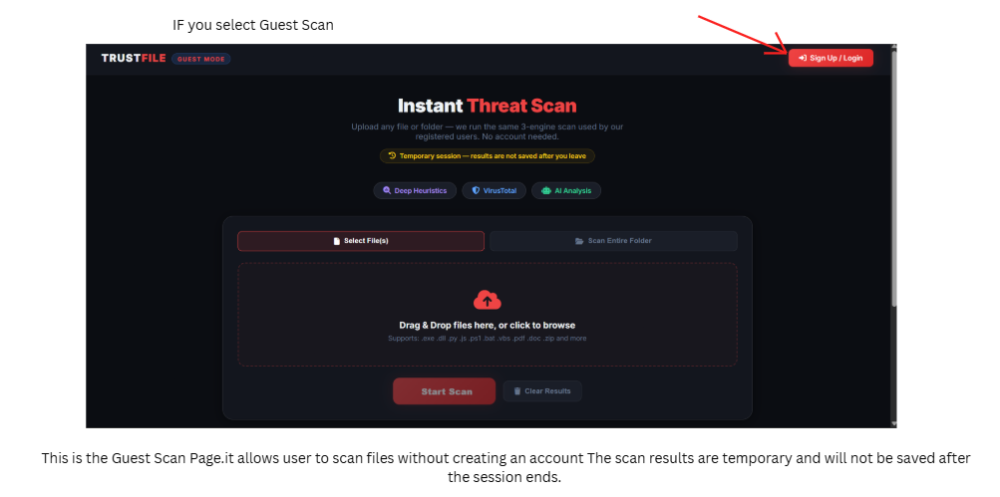 IF you select Guest Scan
TRUSTFILE GUEST MODE
Sign Up / Login
Instant Threat Scan
Upload any file or folder — we run the same 3-engine scan used by our
registered users. No account needed.
Temporary session — results are not saved after you leave
Deep Heuristics VirusTotal AI Analysis
Select File(s) Scan Entire Folder
Drag & Drop files here, or click to browse
Supports: .exe .dll .py .js .ps1 .bat .vbs .pdf .doc .zip and more
Start Scan Clear Results
This is the Guest Scan Page.it allows user to scan files without creating an account The scan results are temporary and will not be saved after
the session ends.